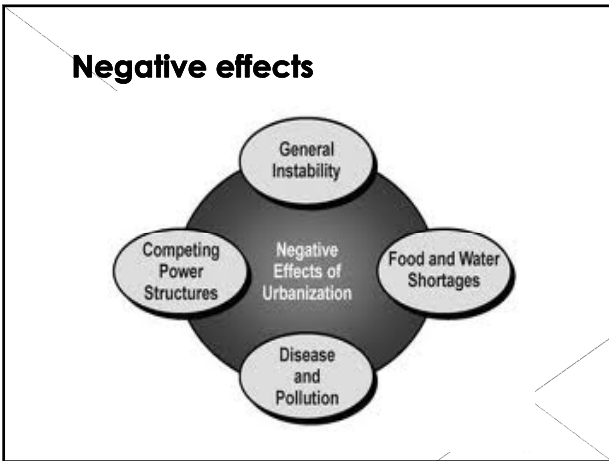 Negative effects
General
Instability
Competing
Power
Structures
Negative
Effects of
Urbanization
Food and Water
Shortages
Disease
and
Pollution